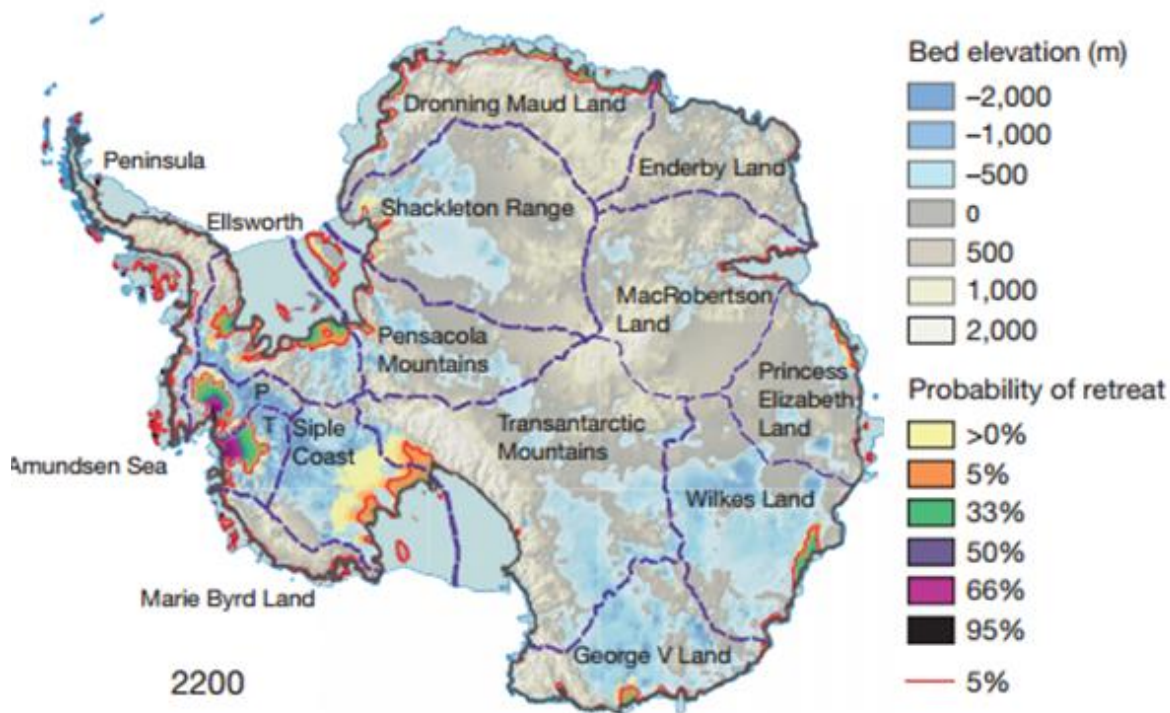 Dronning Maud Land
Peninsula
Enderby Land
Ellsworth
Shackleton Range
MacRobertson
Land
Pensacola
Mountains
Princess
Elizabeth
Land
P
T
Siple
Coast
Transantarctic
Mountains
Amundsen Sea
Wilkes Land
Marie Byrd Land
George V Land
2200
Bed elevation (m)
–2,000
–1,000
–500
0
500
1,000
2,000
Probability of retreat
>0%
5%
33%
50%
66%
95%
5%